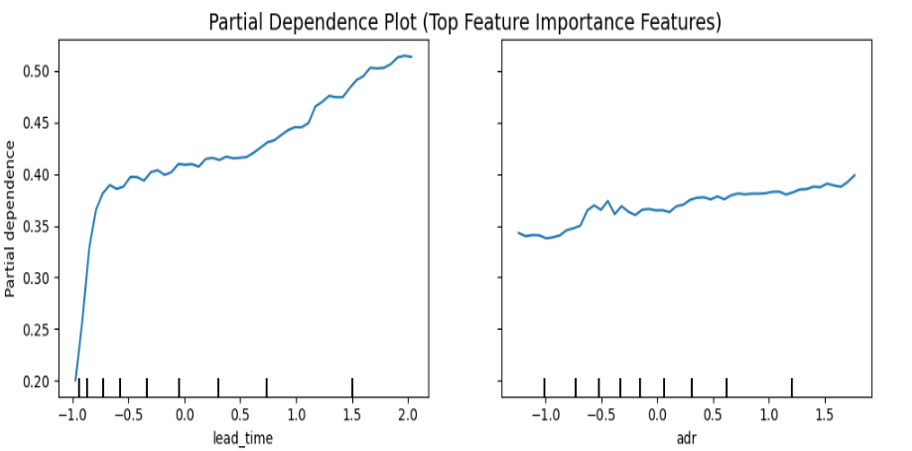 Partial Dependence Plot (Top Feature Importance Features)
Partial dependence
0.50
0.45
0.40
0.35
0.30
0.25
0.20
−1.0 −0.5 0.0 0.5 1.0 1.5 2.0
lead_time
−1.0 −0.5 0.0 0.5 1.0 1.5
adr